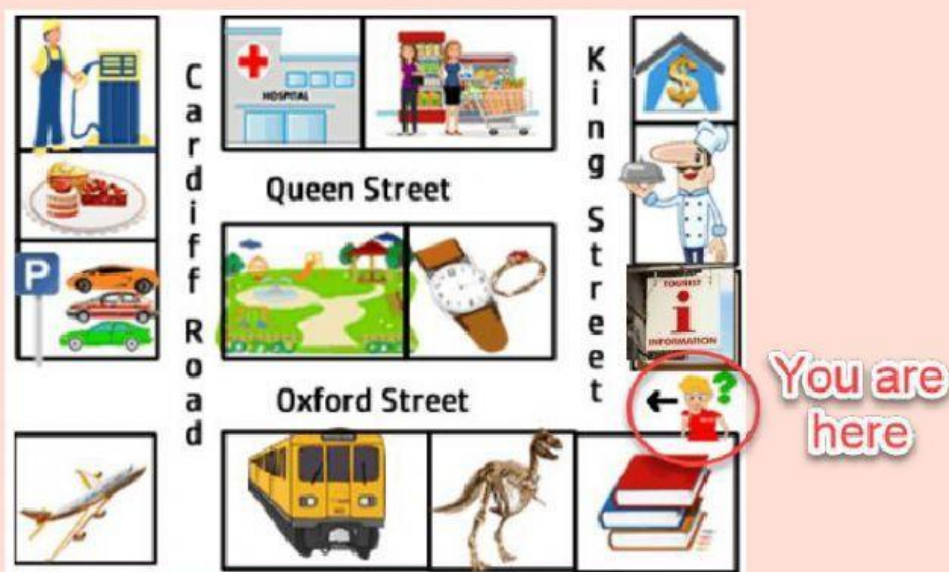 Cardiff Road
HOSPITAL
King Street
Queen Street
P
$
TOURIST
i
INFORMATION
Oxford Street
?
You are
here